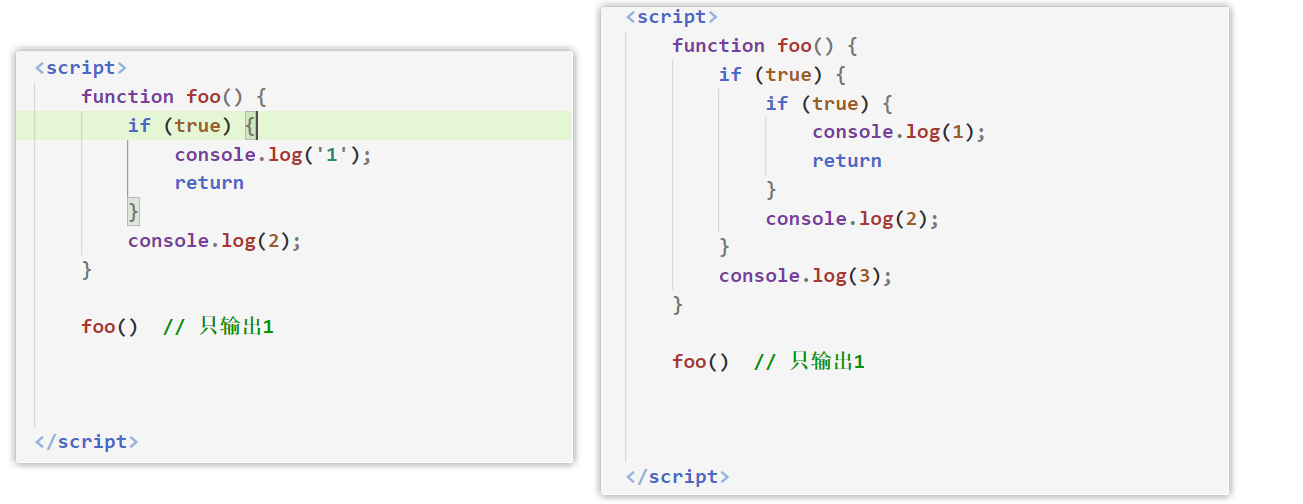 <script>
function foo() {
if (true) {
console.log('1');
return
}
console.log(2);
}
foo()  // 只输出1
</script>
<script>
function foo() {
if (true) {
if (true) {
console.log(1);
return
}
console.log(2);
}
console.log(3);
}
foo()  // 只输出1
</script>